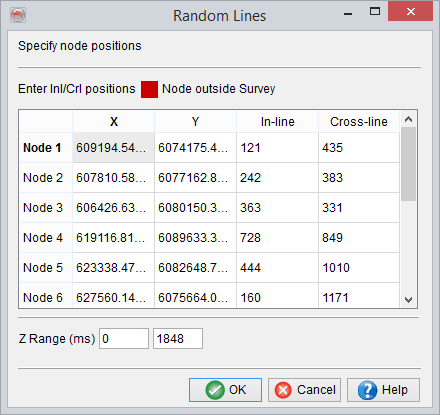 Random Lines
Specify node positions
Enter Inl/Crl positions Node outside Survey
X Y In-line Cross-line
Node 1 609194.54... 6074175.4... 121 435
Node 2 607810.58... 6077162.8... 242 383
Node 3 606426.63... 6080150.3... 363 331
Node 4 619116.81... 6089633.3... 728 849
Node 5 623338.47... 6082648.7... 444 1010
Node 6 627560.14... 6075664.0... 160 1171
Z Range (ms) 0 1848
OK Cancel Help